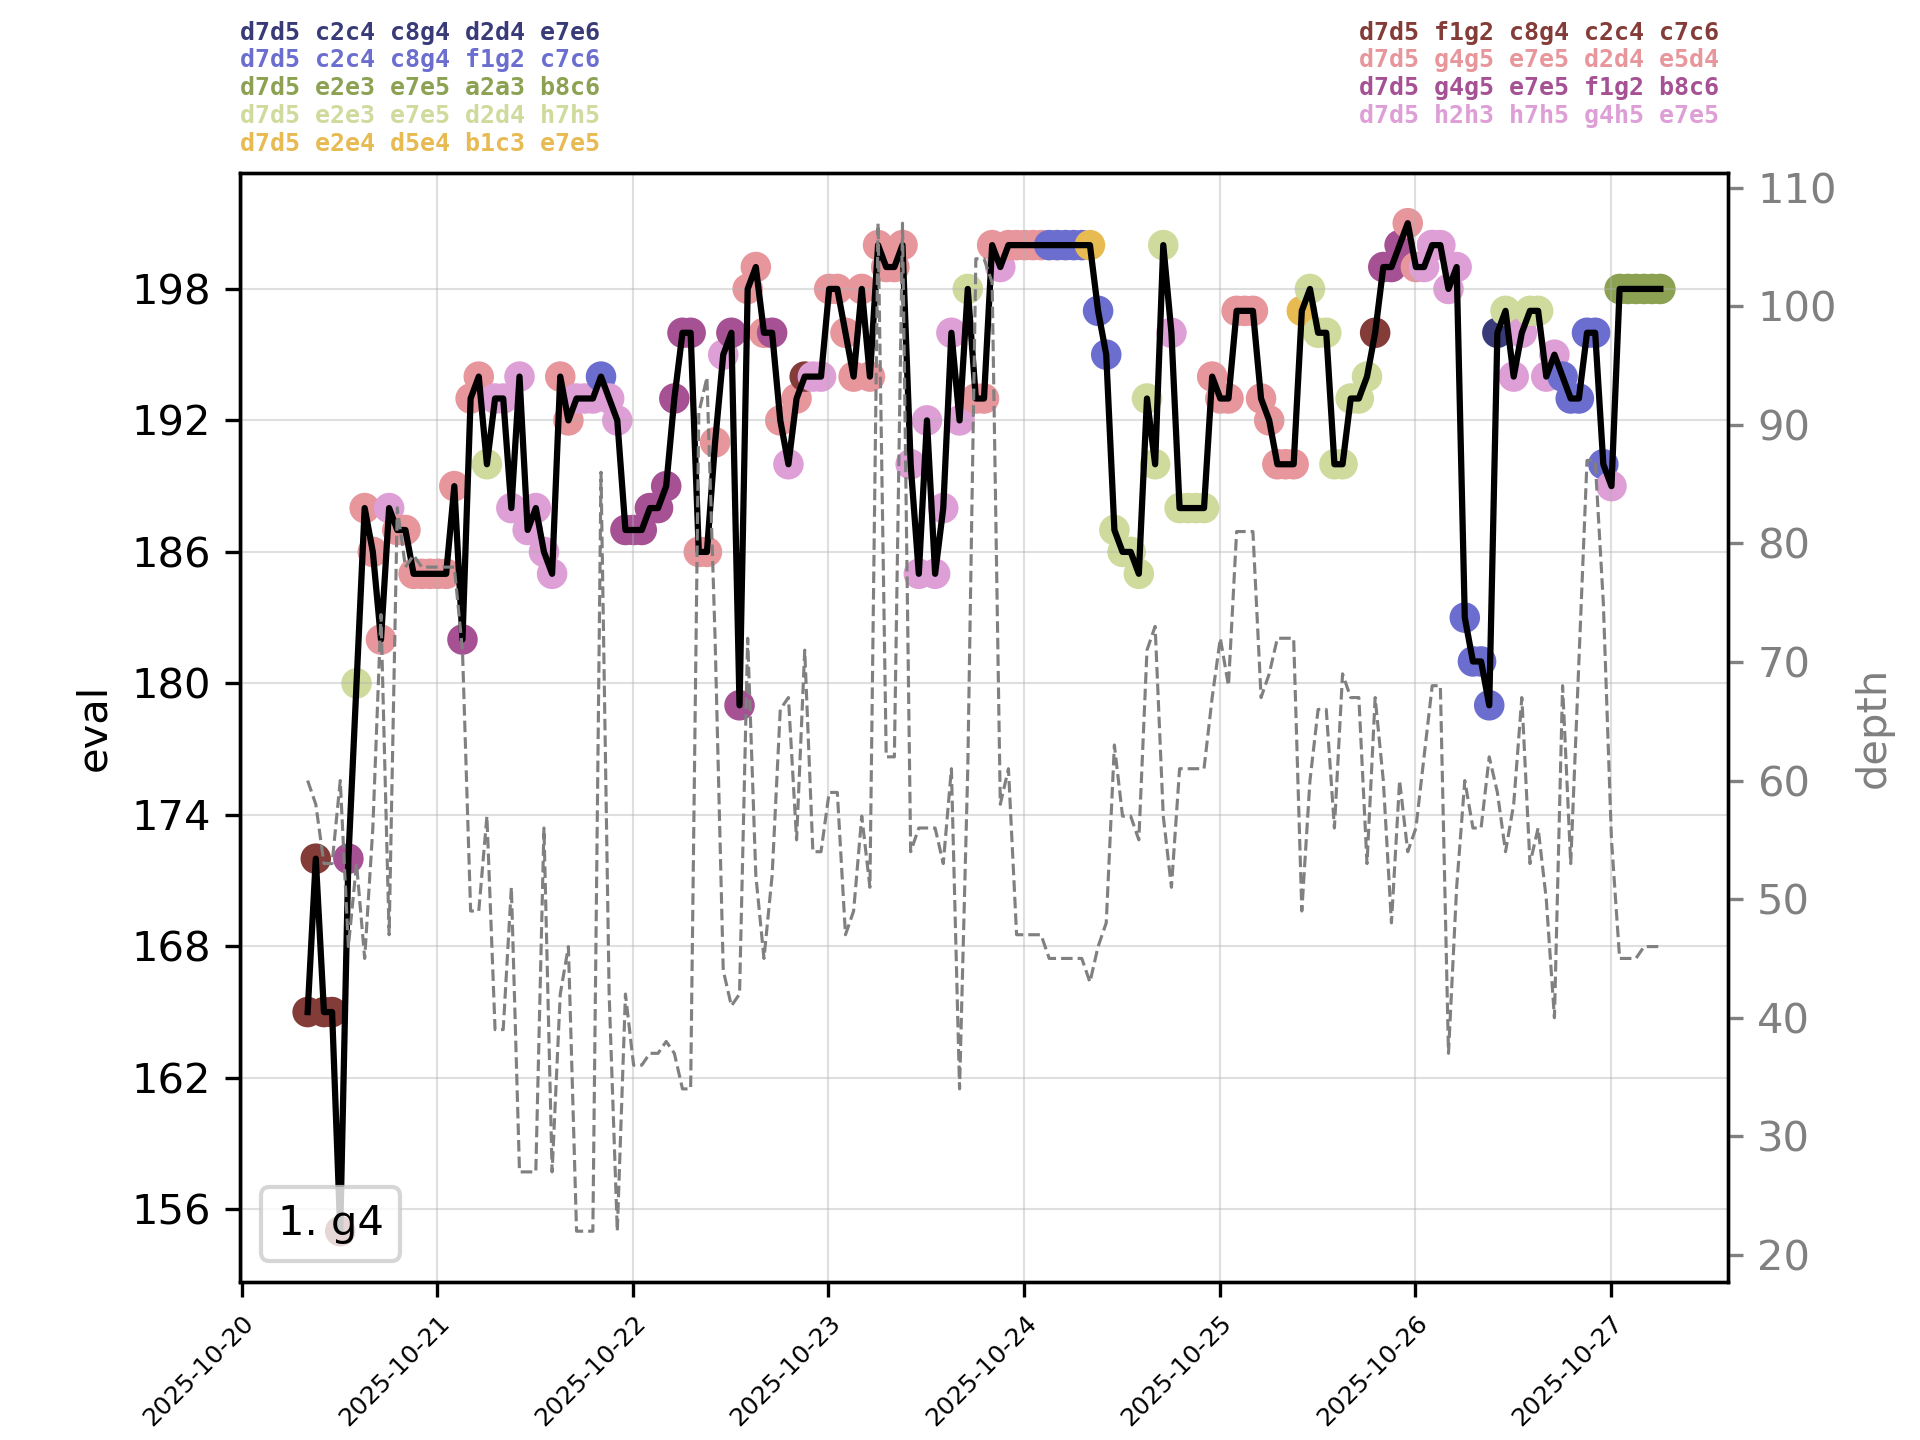 d7d5 c2c4 c8g4 d2d4 e7e6
d7d5 c2c4 c8g4 f1g2 c7c6
d7d5 e2e3 e7e5 a2a3 b8c6
d7d5 e2e3 e7e5 d2d4 h7h5
d7d5 e2e4 d5e4 b1c3 e7e5
d7d5 f1g2 c8g4 c2c4 c7c6
d7d5 g4g5 e7e5 d2d4 e5d4
d7d5 g4g5 e7e5 f1g2 b8c6
d7d5 h2h3 h7h5 g4h5 e7e5
eval
198
192
186
180
174
168
162
156
1. g4
110
100
90
80
70
60
50
40
30
20
depth
2025-10-20
2025-10-21
2025-10-22
2025-10-23
2025-10-24
2025-10-25
2025-10-26
2025-10-27